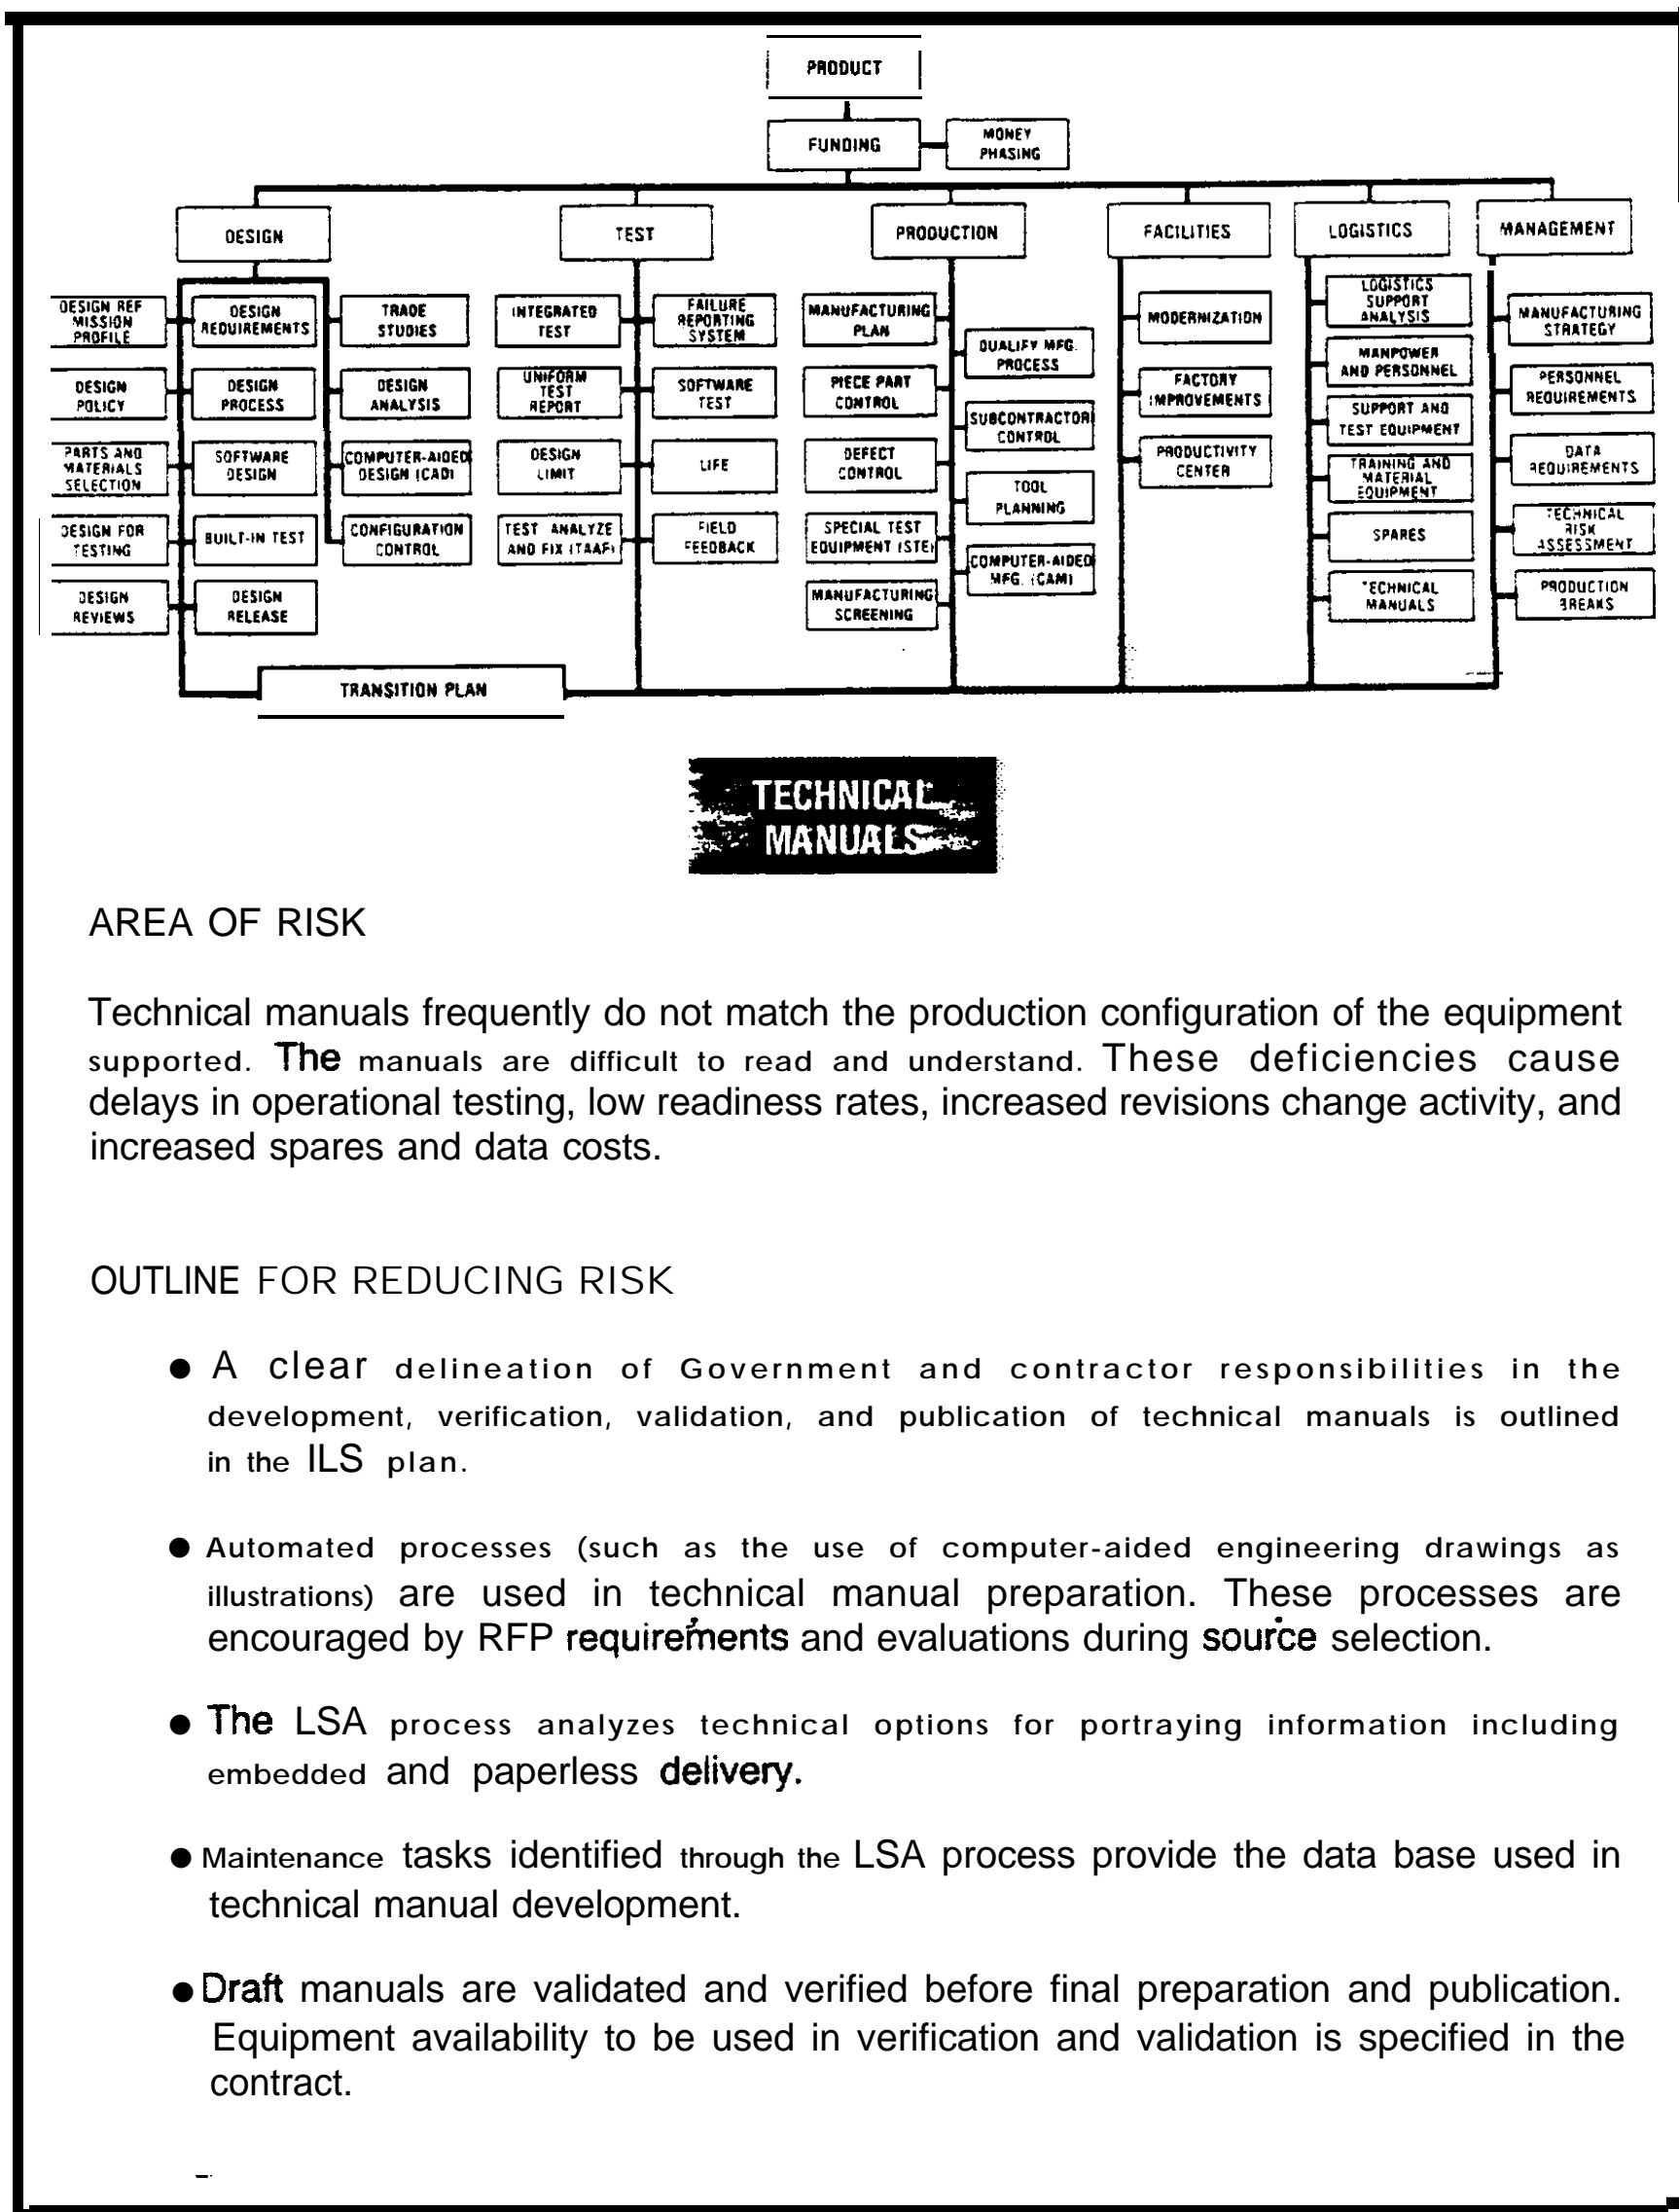 PRODUCT
FUNDING
MONEY
PHASING
DESIGN
TEST
PRODUCTION
FACILITIES
LOGISTICS
MANAGEMENT
DESIGN REF
MISSION
PROFILE
DESIGN
POLICY
PARTS AND
MATERIALS
SELECTION
DESIGN FOR
TESTING
DESIGN
REVIEWS
DESIGN
REQUIREMENTS
DESIGN
PROCESS
SOFTWARE
DESIGN
BUILT-IN TEST
DESIGN
RELEASE
TRADE
STUDIES
DESIGN
ANALYSIS
COMPUTER-AIDED
DESIGN (CAD)
CONFIGURATION
CONTROL
INTEGRATED
TEST
UNIFORM
TEST
REPORT
DESIGN
LIMIT
TEST ANALYZE
AND FIX (TAAF)
FAILURE
REPORTING
SYSTEM
SOFTWARE
TEST
LIFE
FIELD
FEEDBACK
MANUFACTURING
PLAN
PIECE PART
CONTROL
DEFECT
CONTROL
SPECIAL TEST
EQUIPMENT (STE)
MANUFACTURING
SCREENING
QUALIFY MFG.
PROCESS
SUBCONTRACTOR
CONTROL
TOOL
PLANNING
COMPUTER-AIDED
MFG. (CAM)
MODERNIZATION
FACTORY
IMPROVEMENTS
PRODUCTIVITY
CENTER
LOGISTICS
SUPPORT
ANALYSIS
MANPOWER
AND PERSONNEL
SUPPORT AND
TEST EQUIPMENT
TRAINING AND
MATERIAL
EQUIPMENT
SPARES
TECHNICAL
MANUALS
MANUFACTURING
STRATEGY
PERSONNEL
REQUIREMENTS
DATA
REQUIREMENTS
TECHNICAL
RISK
ASSESSMENT
PRODUCTION
BREAKS
TRANSITION PLAN
TECHNICAL
MANUALS
AREA OF RISK
Technical manuals frequently do not match the production configuration of the equipment
supported. The manuals are difficult to read and understand. These deficiencies cause
delays in operational testing, low readiness rates, increased revisions change activity, and
increased spares and data costs.
OUTLINE FOR REDUCING RISK
● A clear delineation of Government and contractor responsibilities in the
development, verification, validation, and publication of technical manuals is outlined
in the ILS plan.
● Automated processes (such as the use of computer-aided engineering drawings as
illustrations) are used in technical manual preparation. These processes are
encouraged by RFP requirements and evaluations during source selection.
● The LSA process analyzes technical options for portraying information including
embedded and paperless delivery.
● Maintenance tasks identified through the LSA process provide the data base used in
technical manual development.
● Draft manuals are validated and verified before final preparation and publication.
Equipment availability to be used in verification and validation is specified in the
contract.